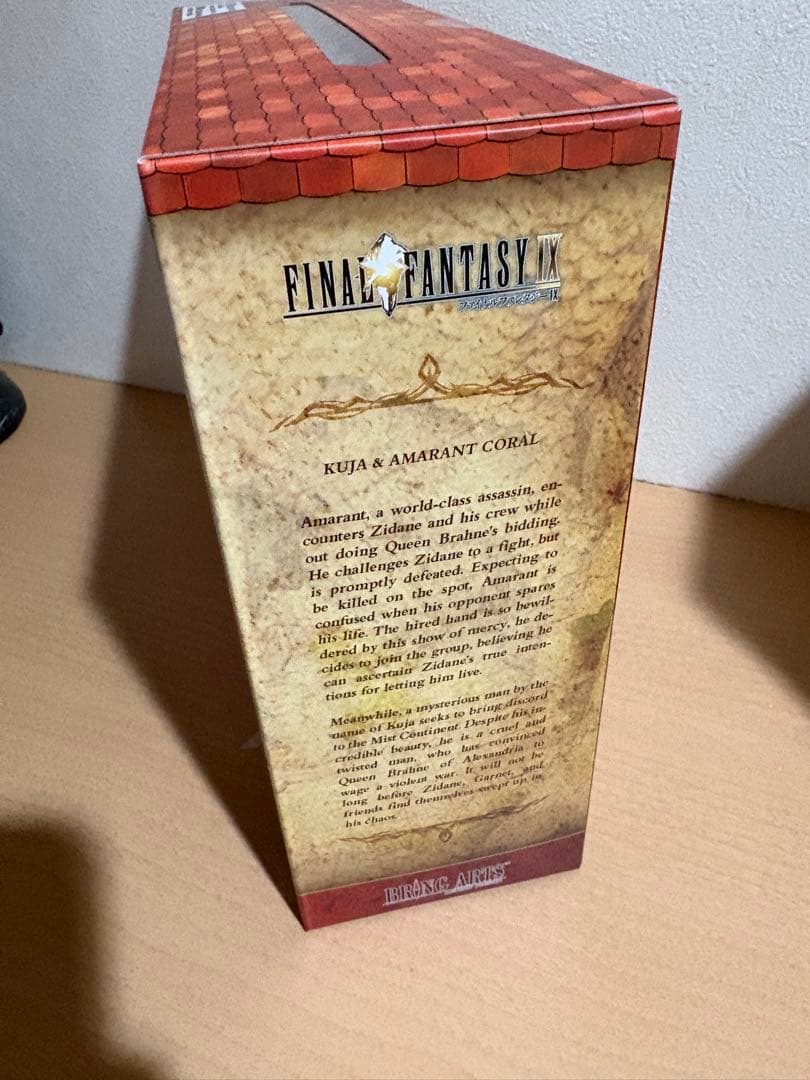 FINAL FANTASY IX
ファイナルファンタジーIX
KUJA & AMARANT CORAL
Amarant, a world-class assassin, en-
counters Zidane and his crew while
out doing Queen Brahne's bidding.
He challenges Zidane to a fight, but
is promptly defeated. Expecting to
be killed on the spot, Amarant is
confused when his opponent spares
his life. The hired hand is so bewil-
dered by this show of mercy, he de-
cides to join the group, believing he
can ascertain Zidane's true inten-
tions for letting him live.
Meanwhile, a mysterious man by the
name of Kuja seeks to bring discord
to the Mist Continent. Despite his in-
credible beauty, he is a cruel and
twisted man, who has convinced
Queen Brahne of Alexandria to
wage a violent war. It will not be
long before Zidane, Garnet, and
friends find themselves swept up in
his chaos.
BRING ARTS™